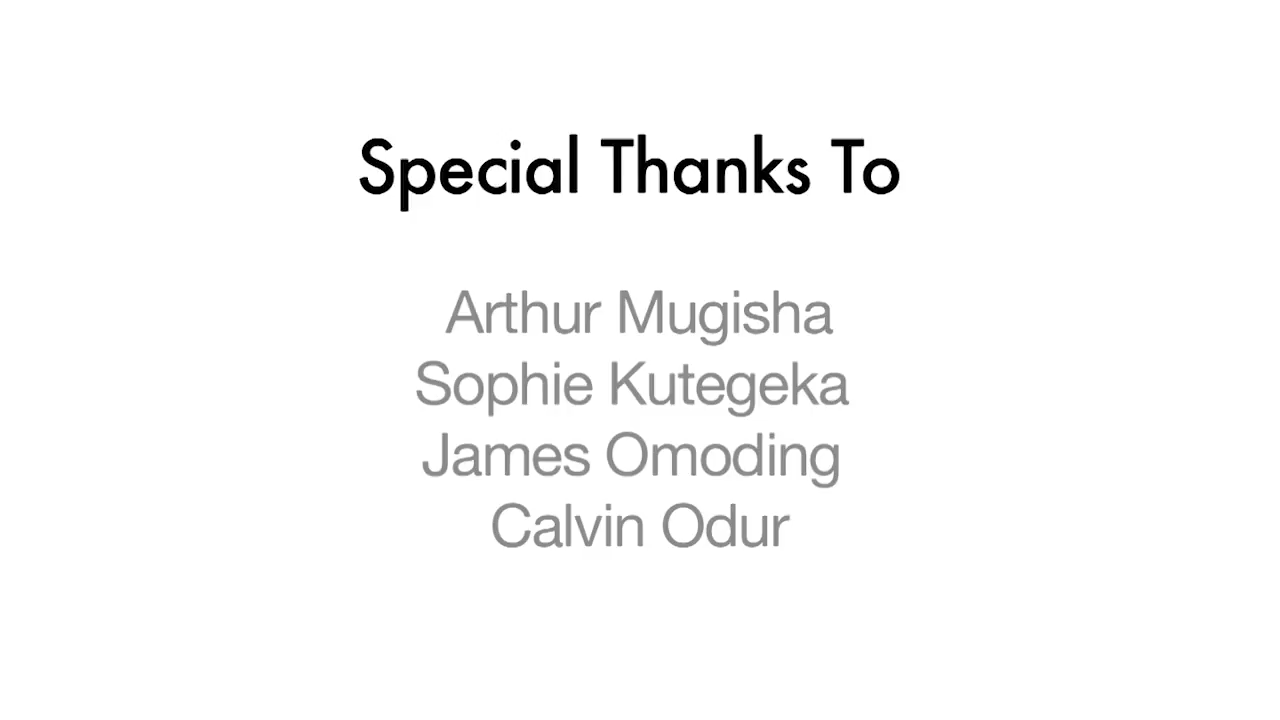 Special Thanks To
Arthur Mugisha
Sophie Kutegeka
James Omoding
Calvin Odur